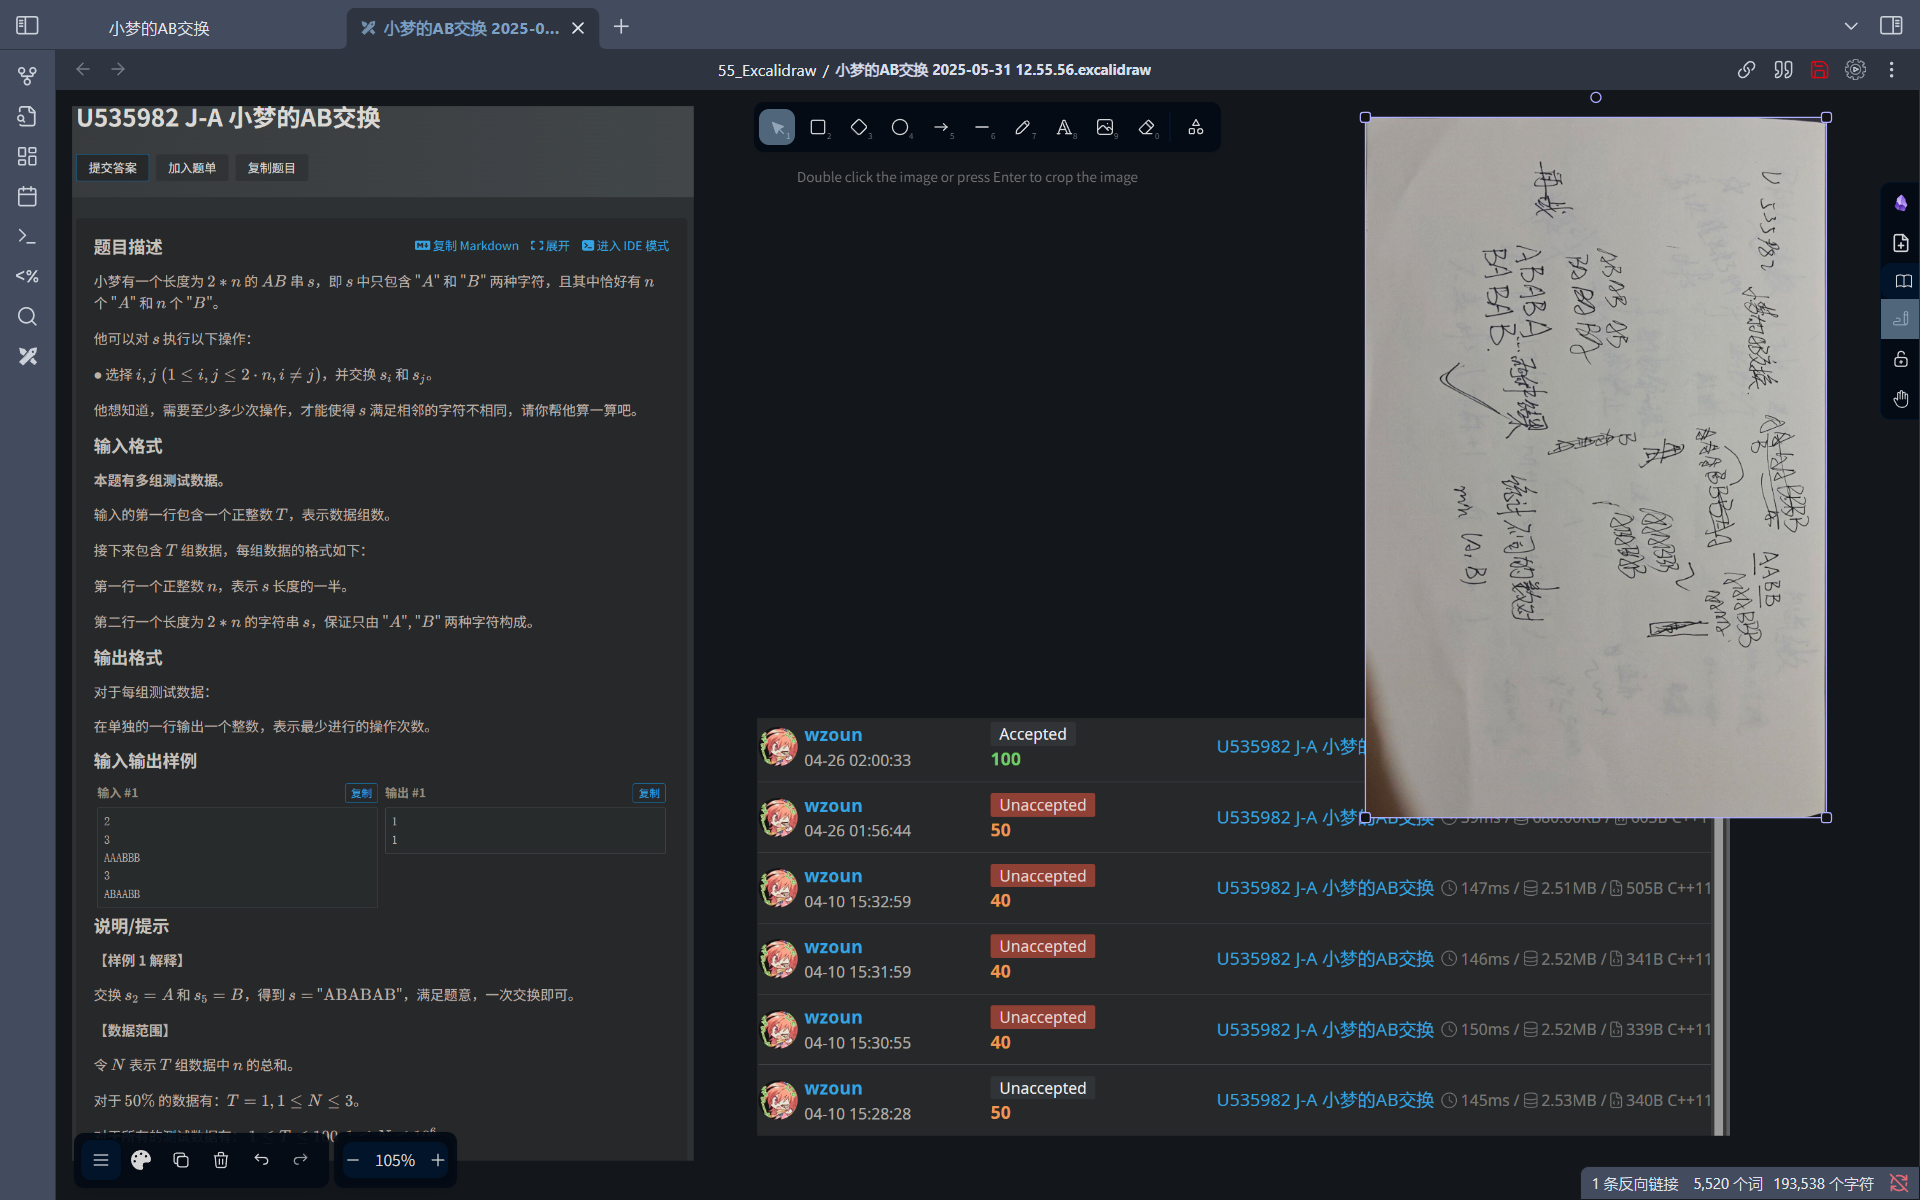 小梦的AB交换
小梦的AB交换 2025-0...
55_Excalidraw / 小梦的AB交换 2025-05-31 12.55.56.excalidraw
U535982 J-A 小梦的AB交换
提交答案 加入题单 复制题目
题目描述
复制 Markdown 展开 进入 IDE 模式
小梦有一个长度为 2 * n 的 AB 串 s，即 s 中只包含 "A" 和 "B" 两种字符，且其中恰好有 n
个 "A" 和 n 个 "B"。
他可以对 s 执行以下操作：
● 选择 i, j (1 ≤ i, j ≤ 2 · n, i ≠ j)，并交换 s_i 和 s_j。
他想知道，需要至少多少次操作，才能使得 s 满足相邻的字符不相同，请你帮他算一算吧。
输入格式
本题有多组测试数据。
输入的第一行包含一个正整数 T，表示数据组数。
接下来包含 T 组数据，每组数据的格式如下：
第一行一个正整数 n，表示 s 长度的一半。
第二行一个长度为 2 * n 的字符串 s，保证只由 "A", "B" 两种字符构成。
输出格式
对于每组测试数据：
在单独的一行输出一个整数，表示最少进行的操作次数。
输入输出样例
输入 #1 复制
2
3
AAABBB
3
ABAABB
输出 #1 复制
1
1
说明/提示
【样例 1 解释】
交换 s₂ = A 和 s₅ = B，得到 s = "ABABAB"，满足题意，一次交换即可。
【数据范围】
令 N 表示 T 组数据中 n 的总和。
对于 50% 的数据有：T = 1, 1 ≤ N ≤ 3。
105%
1 2 3 4 5 6 7 8 9 0
Double click the image or press Enter to crop the image
U535982 小梦的AB交换
AABB
ABABA...
BABAB.
统计不同的数对
min (A, B)
wzoun Accepted
04-26 02:00:33 100
U535982 J-A 小梦的
wzoun Unaccepted
04-26 01:56:44 50
U535982 J-A 小梦的AB交换
wzoun Unaccepted
04-10 15:32:59 40
U535982 J-A 小梦的AB交换 147ms / 2.51MB / 505B C++11
wzoun Unaccepted
04-10 15:31:59 40
U535982 J-A 小梦的AB交换 146ms / 2.52MB / 341B C++11
wzoun Unaccepted
04-10 15:30:55 40
U535982 J-A 小梦的AB交换 150ms / 2.52MB / 339B C++11
wzoun Unaccepted
04-10 15:28:28 50
U535982 J-A 小梦的AB交换 145ms / 2.53MB / 340B C++11
1 条反向链接 5,520 个词 193,538 个字符